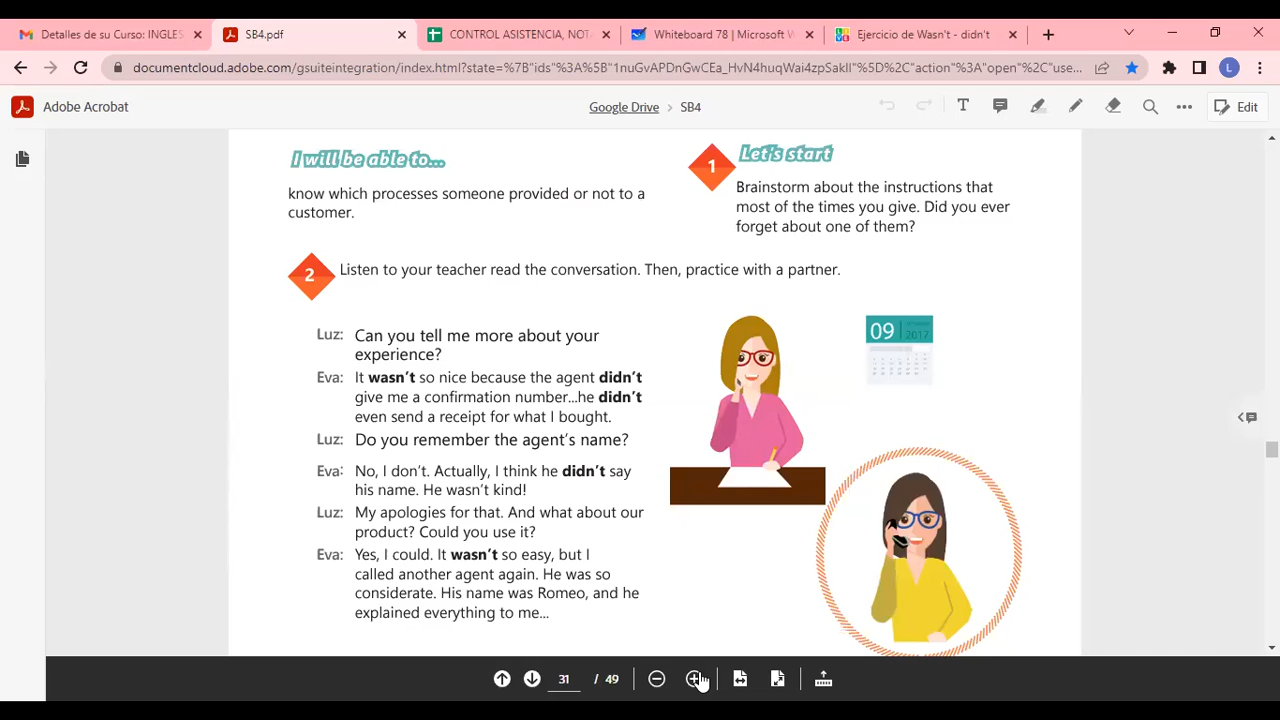 Detalles de su Curso: INGLES
SB4.pdf
CONTROL ASISTENCIA, NOT
Whiteboard 78 | Microsoft W
Ejercicio de Wasn't - didn't
documentcloud.adobe.com/gsuiteintegration/index.html?state=%7B"ids"%3A%5B"1nuGvAPDnGwCEa_HvN4huqWai4zpSakll"%5D%2C"action"%3A"open"%2C"use...
L
Adobe Acrobat
Google Drive
SB4
Edit
I will be able to...
know which processes someone provided or not to a
customer.
1
Let's start
Brainstorm about the instructions that
most of the times you give. Did you ever
forget about one of them?
2
Listen to your teacher read the conversation. Then, practice with a partner.
Luz: Can you tell me more about your
experience?
Eva: It wasn't so nice because the agent didn't
give me a confirmation number...he didn't
even send a receipt for what I bought.
Luz: Do you remember the agent's name?
Eva: No, I don't. Actually, I think he didn't say
his name. He wasn't kind!
Luz: My apologies for that. And what about our
product? Could you use it?
Eva: Yes, I could. It wasn't so easy, but I
called another agent again. He was so
considerate. His name was Romeo, and he
explained everything to me...
09
2017
31 / 49